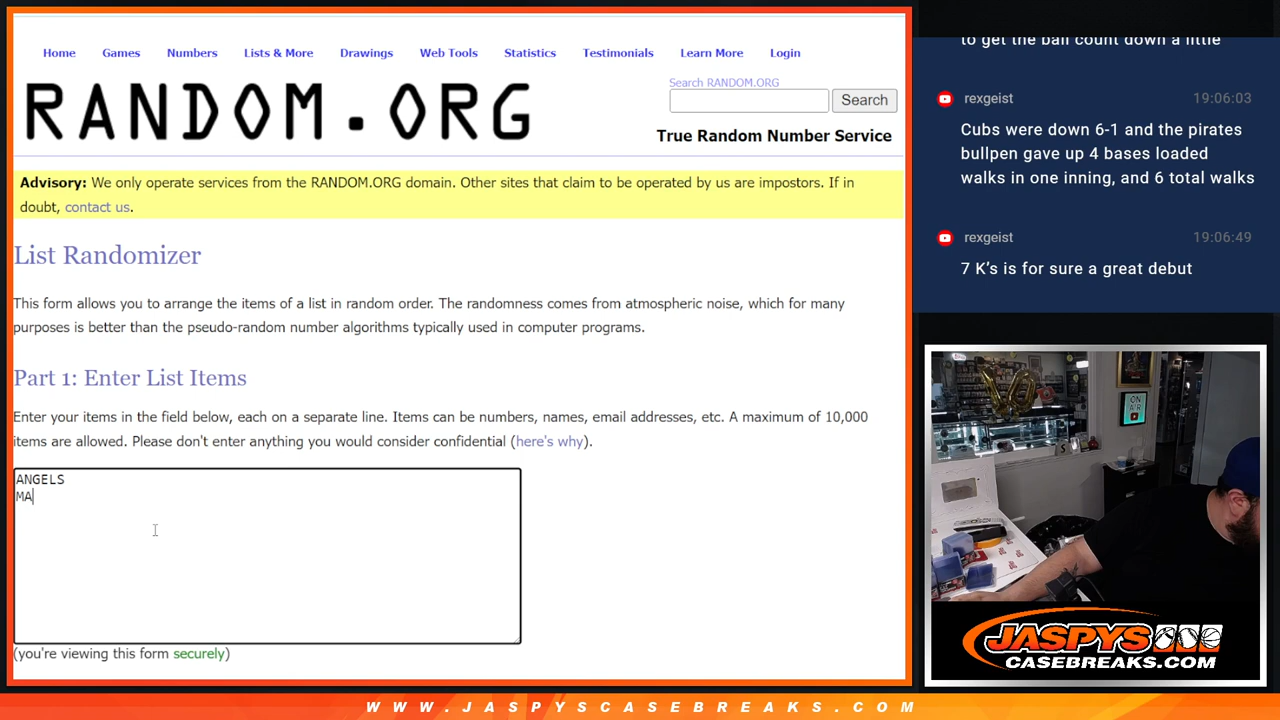 Home Games Numbers Lists & More Drawings Web Tools Statistics Testimonials Learn More Login
RANDOM.ORG
Search RANDOM.ORG
Search
True Random Number Service
Advisory: We only operate services from the RANDOM.ORG domain. Other sites that claim to be operated by us are impostors. If in
doubt, contact us.
List Randomizer
This form allows you to arrange the items of a list in random order. The randomness comes from atmospheric noise, which for many
purposes is better than the pseudo-random number algorithms typically used in computer programs.
Part 1: Enter List Items
Enter your items in the field below, each on a separate line. Items can be numbers, names, email addresses, etc. A maximum of 10,000
items are allowed. Please don't enter anything you would consider confidential (here's why).
ANGELS
MA
(you're viewing this form securely)
to get the ball count down a little
rexgeist 19:06:03
Cubs were down 6-1 and the pirates
bullpen gave up 4 bases loaded
walks in one inning, and 6 total walks
rexgeist 19:06:49
7 K's is for sure a great debut
ON
AIR
JASPYS
CASEBREAKS.COM
WWW.JASPYSCASEBREAKS.COM